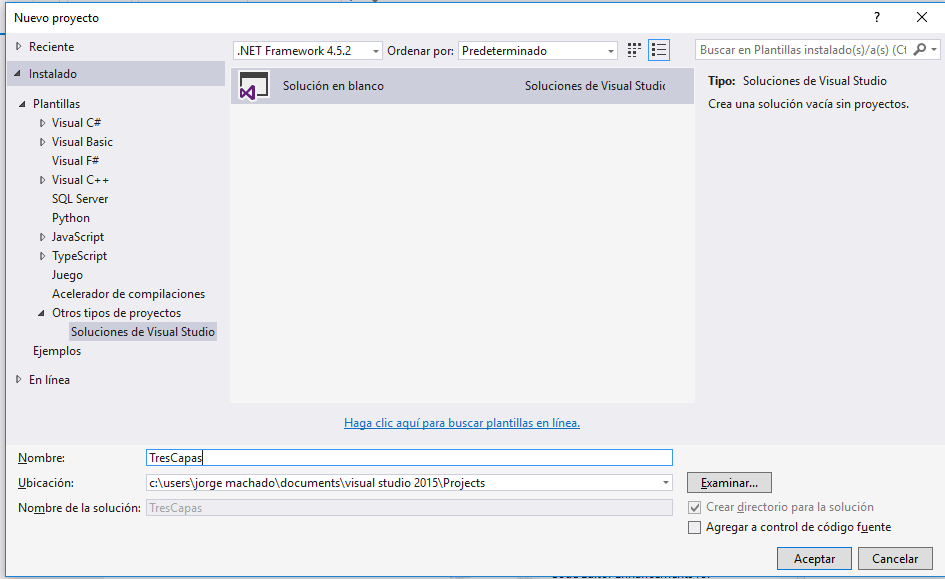 Nuevo proyecto
?
Reciente
Instalado
Plantillas
Visual C#
Visual Basic
Visual F#
Visual C++
SQL Server
Python
JavaScript
TypeScript
Juego
Acelerador de compilaciones
Otros tipos de proyectos
Soluciones de Visual Studio
Ejemplos
En línea
.NET Framework 4.5.2
Ordenar por: Predeterminado
Solución en blanco
Soluciones de Visual Studic
Haga clic aquí para buscar plantillas en línea.
Buscar en Plantillas instalado(s)/a(s) (Ct
Tipo: Soluciones de Visual Studio
Crea una solución vacía sin proyectos.
Nombre: TresCapas
Ubicación: c:\users\jorge machado\documents\visual studio 2015\Projects
Examinar...
Nombre de la solución: TresCapas
Crear directorio para la solución
Agregar a control de código fuente
Aceptar
Cancelar